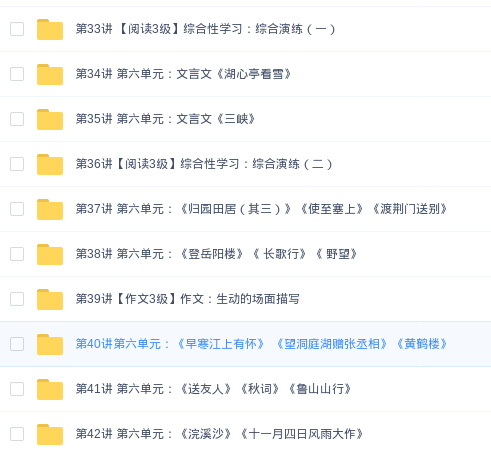 第33讲 【阅读3级】综合性学习：综合演练（一）
第34讲 第六单元：文言文《湖心亭看雪》
第35讲 第六单元：文言文《三峡》
第36讲【阅读3级】综合性学习：综合演练（二）
第37讲 第六单元：《归园田居（其三）》《使至塞上》《渡荆门送别》
第38讲 第六单元：《登岳阳楼》《 长歌行》《 野望》
第39讲【作文3级】作文：生动的场面描写
第40讲第六单元：《早寒江上有怀》 《望洞庭湖赠张丞相》《黄鹤楼》
第41讲 第六单元：《送友人》《秋词》《鲁山山行》
第42讲 第六单元：《浣溪沙》《十一月四日风雨大作》